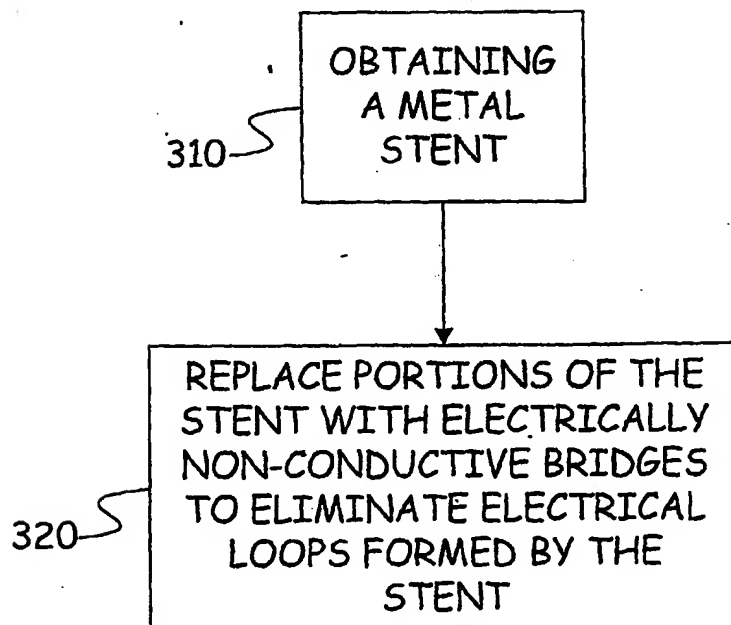 OBTAINING
A METAL
STENT
310
REPLACE PORTIONS OF THE
STENT WITH ELECTRICALLY
NON-CONDUCTIVE BRIDGES
TO ELIMINATE ELECTRICAL
LOOPS FORMED BY THE
STENT
320